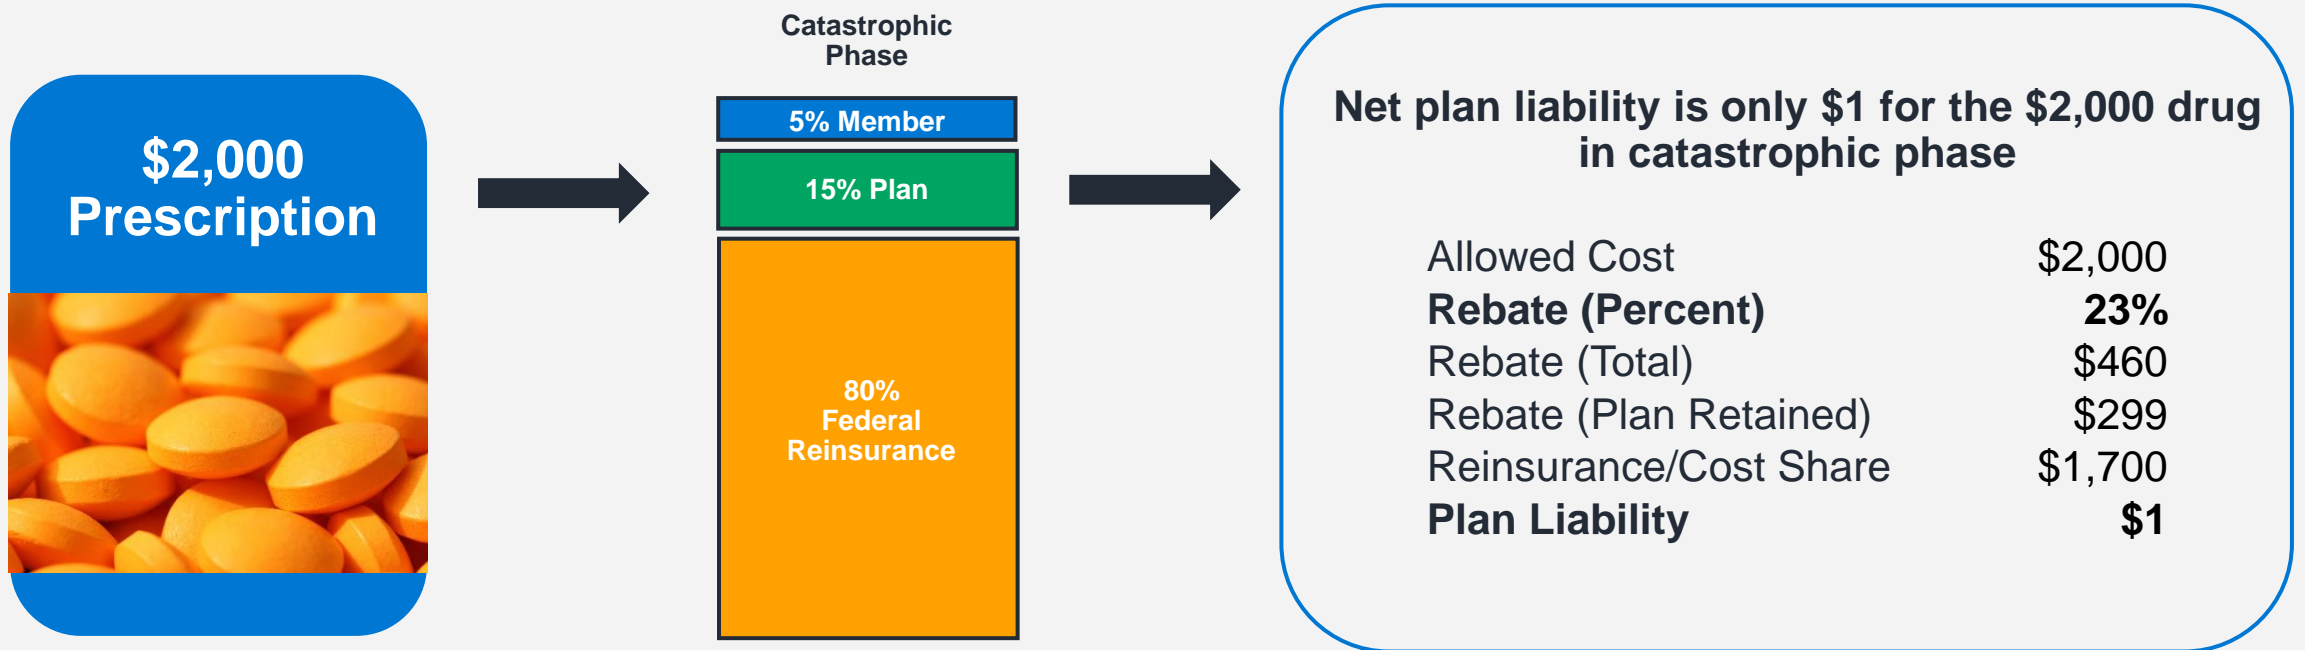 $2,000
Prescription
Catastrophic
Phase
5% Member
15% Plan
80%
Federal
Reinsurance
Net plan liability is only $1 for the $2,000 drug
in catastrophic phase
Allowed Cost $2,000
Rebate (Percent) 23%
Rebate (Total) $460
Rebate (Plan Retained) $299
Reinsurance/Cost Share $1,700
Plan Liability $1